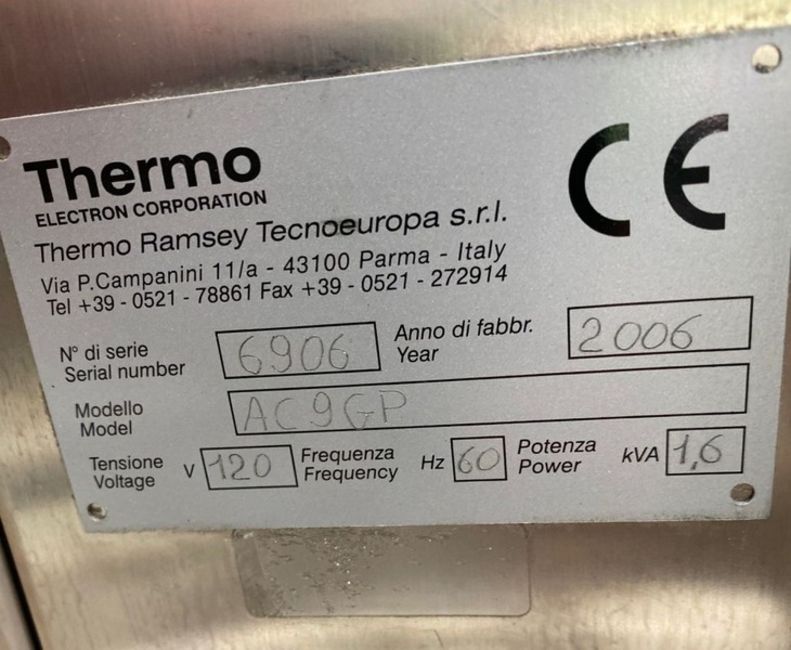 Thermo
ELECTRON CORPORATION
Thermo Ramsey Tecnoeuropa s.r.l.
Via P.Campanini 11/a - 43100 Parma - Italy
Tel +39 - 0521 - 78861 Fax +39 - 0521 - 272914
CE
N° di serie
Serial number
6906
Anno di fabbr.
Year
2006
Modello
Model
AC9GP
Tensione
Voltage
V 120
Frequenza
Frequency
Hz 60
Potenza
Power
kVA 1,6